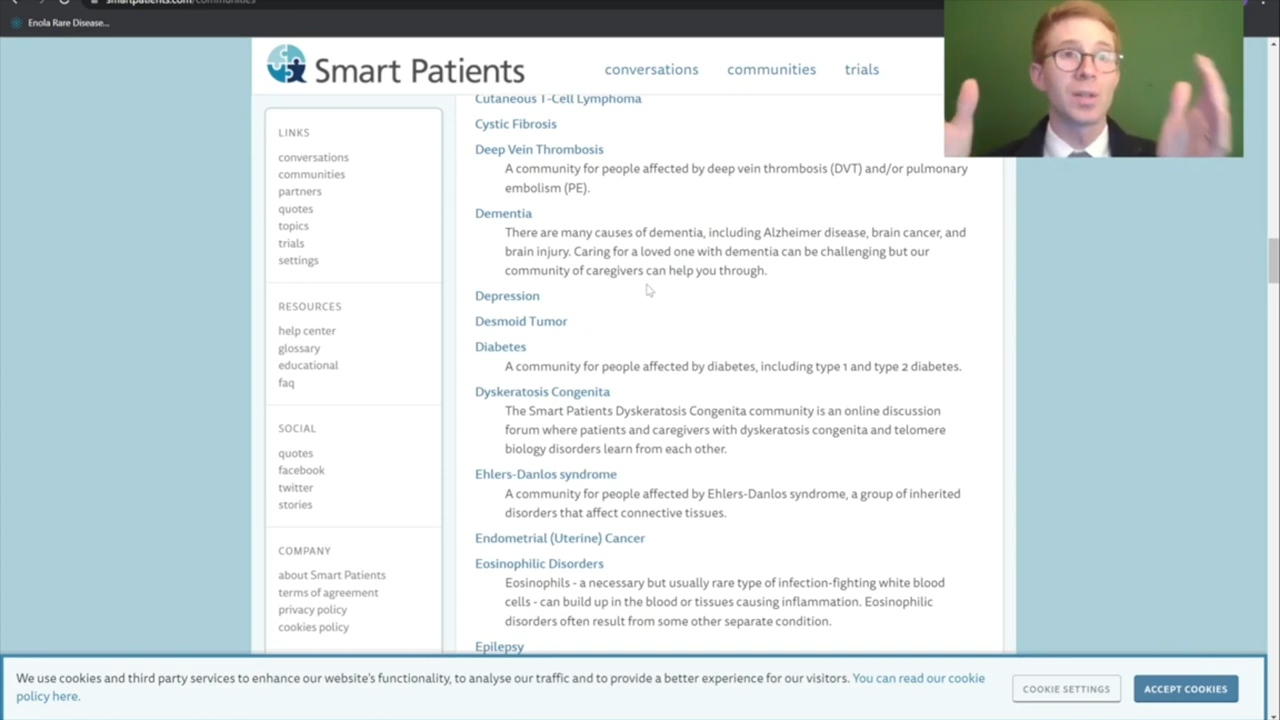 smartpatients.com/communities
Enola Rare Disease...
Smart Patients
conversations
communities
trials
LINKS
conversations
communities
partners
quotes
topics
trials
settings
RESOURCES
help center
glossary
educational
faq
SOCIAL
quotes
facebook
twitter
stories
COMPANY
about Smart Patients
terms of agreement
privacy policy
cookies policy
Cutaneous T-Cell Lymphoma
Cystic Fibrosis
Deep Vein Thrombosis
A community for people affected by deep vein thrombosis (DVT) and/or pulmonary
embolism (PE).
Dementia
There are many causes of dementia, including Alzheimer disease, brain cancer, and
brain injury. Caring for a loved one with dementia can be challenging but our
community of caregivers can help you through.
Depression
Desmoid Tumor
Diabetes
A community for people affected by diabetes, including type 1 and type 2 diabetes.
Dyskeratosis Congenita
The Smart Patients Dyskeratosis Congenita community is an online discussion
forum where patients and caregivers with dyskeratosis congenita and telomere
biology disorders learn from each other.
Ehlers-Danlos syndrome
A community for people affected by Ehlers-Danlos syndrome, a group of inherited
disorders that affect connective tissues.
Endometrial (Uterine) Cancer
Eosinophilic Disorders
Eosinophils - a necessary but usually rare type of infection-fighting white blood
cells - can build up in the blood or tissues causing inflammation. Eosinophilic
disorders often result from some other separate condition.
Epilepsy
We use cookies and third party services to enhance our website's functionality, to analyse our traffic and to provide a better experience for our visitors. You can read our cookie
policy here.
COOKIE SETTINGS
ACCEPT COOKIES